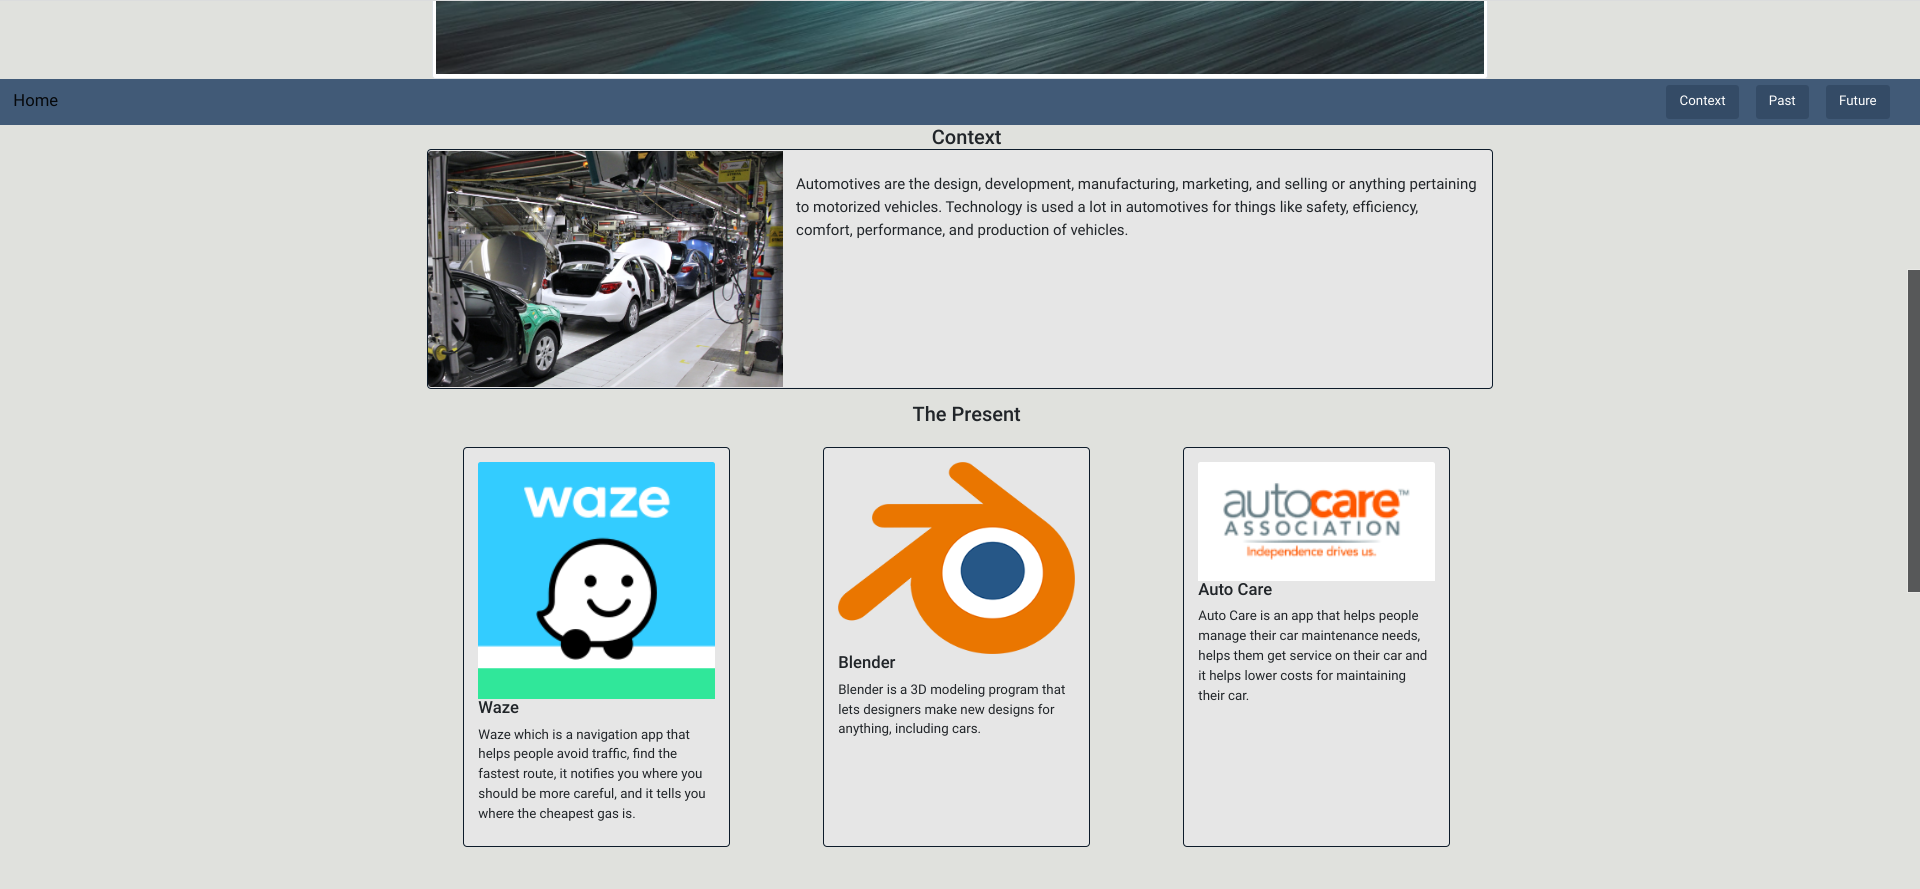 Home
Context
Past
Future
Context
Automotives are the design, development, manufacturing, marketing, and selling or anything pertaining
to motorized vehicles. Technology is used a lot in automotives for things like safety, efficiency,
comfort, performance, and production of vehicles.
The Present
waze
Waze
Waze which is a navigation app that
helps people avoid traffic, find the
fastest route, it notifies you where you
should be more careful, and it tells you
where the cheapest gas is.
Blender
Blender is a 3D modeling program that
lets designers make new designs for
anything, including cars.
autocare™
ASSOCIATION
Independence drives us.
Auto Care
Auto Care is an app that helps people
manage their car maintenance needs,
helps them get service on their car and
it helps lower costs for maintaining
their car.